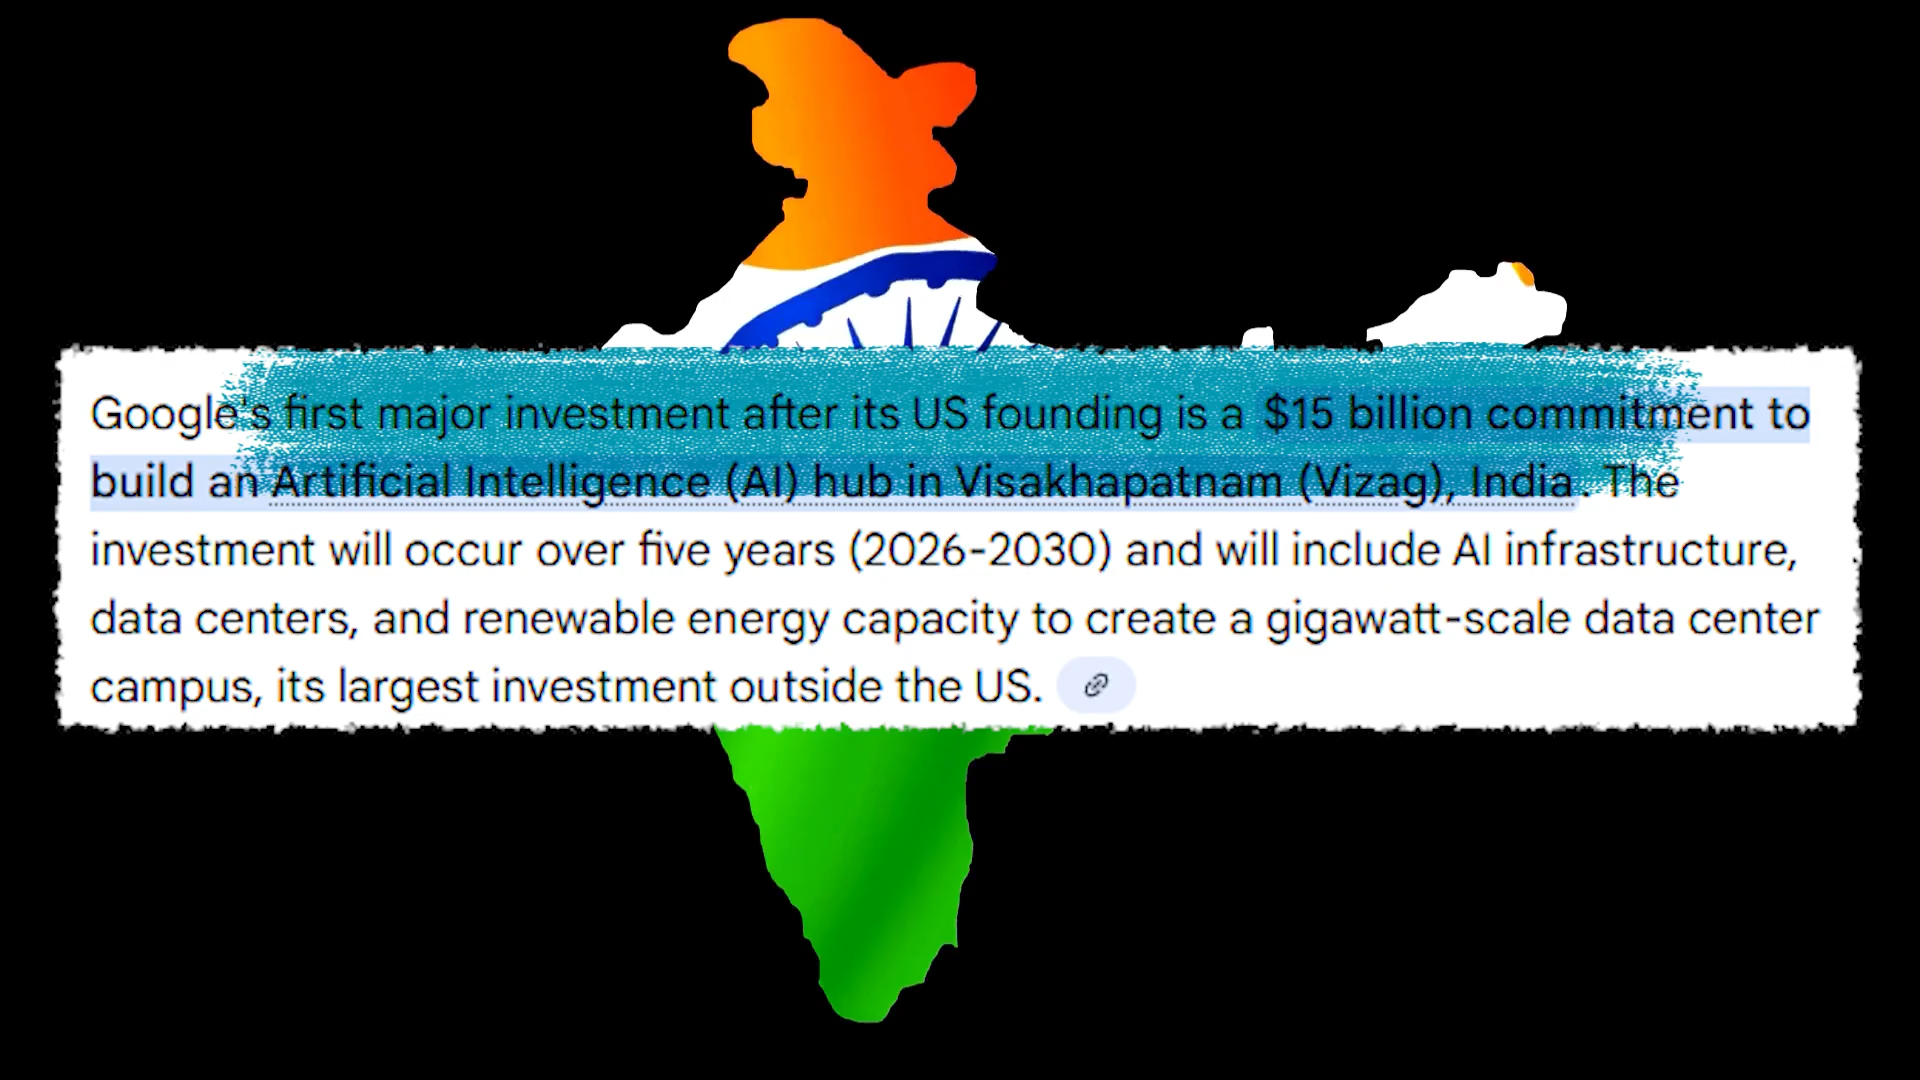 Google's first major investment after its US founding is a $15 billion commitment to
build an Artificial Intelligence (AI) hub in Visakhapatnam (Vizag), India. The
investment will occur over five years (2026-2030) and will include AI infrastructure,
data centers, and renewable energy capacity to create a gigawatt-scale data center
campus, its largest investment outside the US.